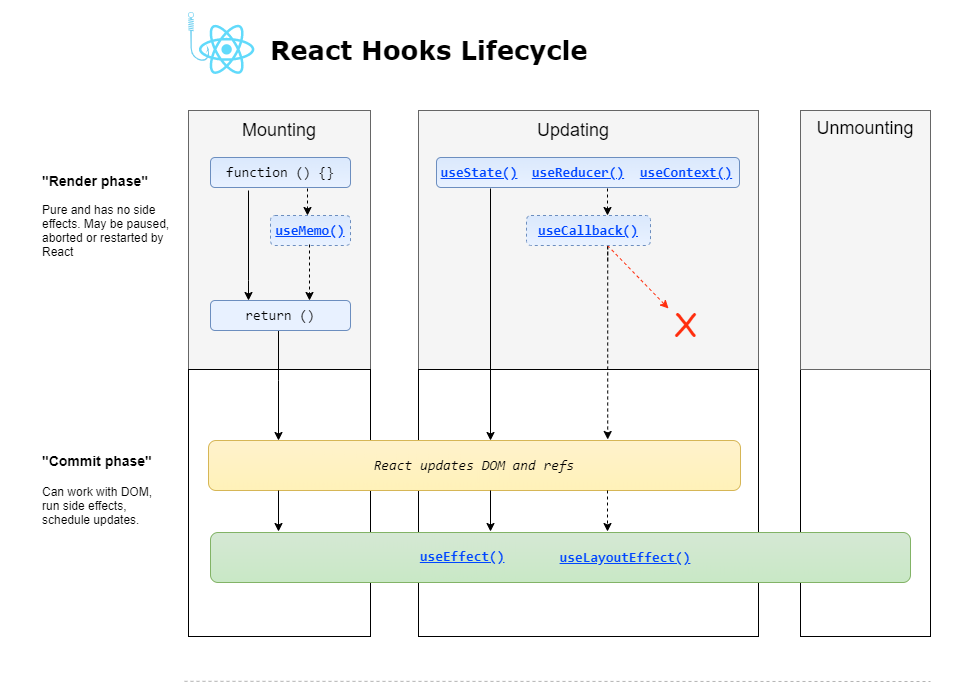 React Hooks Lifecycle
Mounting
Updating
Unmounting
"Render phase"
Pure and has no side
effects. May be paused,
aborted or restarted by
React
function () {}
useMemo()
return ()
useState() useReducer() useContext()
useCallback()
"Commit phase"
Can work with DOM,
run side effects,
schedule updates.
React updates DOM and refs
useEffect() useLayoutEffect()